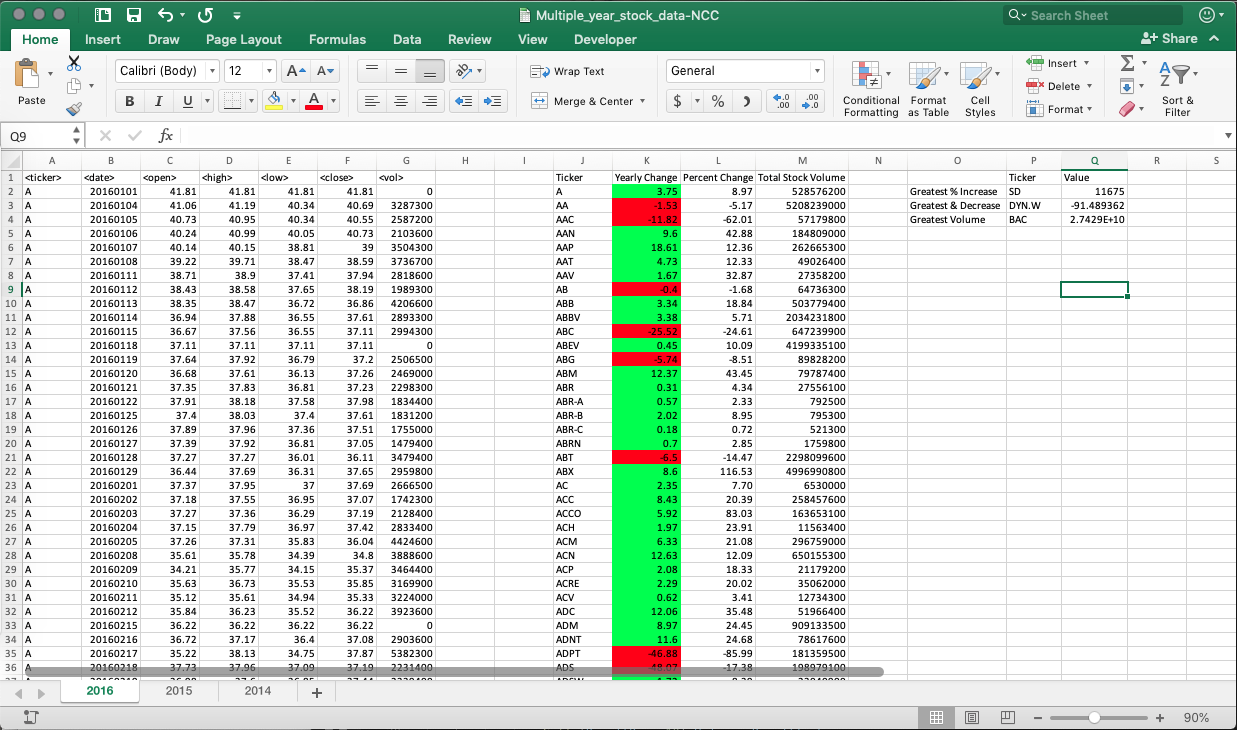 Multiple_year_stock_data-NCC
Search Sheet
Home Insert Draw Page Layout Formulas Data Review View Developer
Share
Paste
Calibri (Body) 12 A A
B I U A
Wrap Text
Merge & Center
General
$ % ) .0 .00 .00 .0
Conditional Formatting
Format as Table
Cell Styles
Insert
Delete
Format
Sort & Filter
Q9 fx
A B C D E F G H I J K L M N O P Q R S
1 <ticker> <date> <open> <high> <low> <close> <vol> Ticker Yearly Change Percent Change Total Stock Volume Ticker Value
2 A 20160101 41.81 41.81 41.81 41.81 0 A 3.75 8.97 528576200 Greatest % Increase SD 11675
3 A 20160104 41.06 41.19 40.34 40.69 3287300 AA -1.53 -5.17 5208239000 Greatest & Decrease DYN.W -91.489362
4 A 20160105 40.73 40.95 40.34 40.55 2587200 AAC -11.82 -62.01 57179800 Greatest Volume BAC 2.7429E+10
5 A 20160106 40.24 40.99 40.05 40.73 2103600 AAN 9.6 42.88 184809000
6 A 20160107 40.14 40.15 38.81 39 3504300 AAP 18.61 12.36 262665300
7 A 20160108 39.22 39.71 38.47 38.59 3736700 AAT 4.73 12.33 49026400
8 A 20160111 38.71 38.9 37.41 37.94 2818600 AAV 1.67 32.87 27358200
9 A 20160112 38.43 38.58 37.65 38.19 1989300 AB -0.4 -1.68 64736300
10 A 20160113 38.35 38.47 36.72 36.86 4206600 ABB 3.34 18.84 503779400
11 A 20160114 36.94 37.88 36.55 37.61 2893300 ABBV 3.38 5.71 2034231800
12 A 20160115 36.67 37.56 36.55 37.11 2994300 ABC -25.52 -24.61 647239900
13 A 20160118 37.11 37.11 37.11 37.11 0 ABEV 0.45 10.09 4199335100
14 A 20160119 37.64 37.92 36.79 37.2 2506500 ABG -5.74 -8.51 89828200
15 A 20160120 36.68 37.61 36.13 37.26 2469000 ABM 12.37 43.45 79787400
16 A 20160121 37.35 37.83 36.81 37.23 2298300 ABR 0.31 4.34 27556100
17 A 20160122 37.91 38.18 37.58 37.98 1834400 ABR-A 0.57 2.33 792500
18 A 20160125 37.4 38.03 37.4 37.61 1831200 ABR-B 2.02 8.95 795300
19 A 20160126 37.89 37.96 37.36 37.51 1755000 ABR-C 0.18 0.72 521300
20 A 20160127 37.39 37.92 36.81 37.05 1479400 ABRN 0.7 2.85 1759800
21 A 20160128 37.27 37.27 36.01 36.11 3479400 ABT -6.5 -14.47 2298099600
22 A 20160129 36.44 37.69 36.31 37.65 2959800 ABX 8.6 116.53 4996990800
23 A 20160201 37.37 37.95 37 37.69 2666500 AC 2.35 7.70 6530000
24 A 20160202 37.18 37.55 36.95 37.07 1742300 ACC 8.43 20.39 258457600
25 A 20160203 37.27 37.36 36.29 37.19 2128400 ACCO 5.92 83.03 163653100
26 A 20160204 37.15 37.79 36.97 37.42 2833400 ACH 1.97 23.91 11563400
27 A 20160205 37.26 37.31 35.83 36.04 4424600 ACM 6.33 21.08 296759000
28 A 20160208 35.61 35.78 34.39 34.8 3888600 ACN 12.63 12.09 650155300
29 A 20160209 34.21 35.77 34.15 35.37 3464400 ACP 2.08 18.33 21179200
30 A 20160210 35.63 36.73 35.53 35.85 3169900 ACRE 2.29 20.02 35062000
31 A 20160211 35.12 35.61 34.94 35.33 3224000 ACV 0.62 3.41 12734300
32 A 20160212 35.84 36.23 35.52 36.22 3923600 ADC 12.06 35.48 51966400
33 A 20160215 36.22 36.22 36.22 36.22 0 ADM 8.97 24.45 909133500
34 A 20160216 36.72 37.17 36.4 37.08 2903600 ADNT 11.6 24.68 78617600
35 A 20160217 35.22 38.13 34.75 37.87 5382300 ADPT -46.88 -85.99 181359500
36 A 20160218 37.73 37.96 37.09 37.19 2231400 ADS -48.07 -17.38 198979100
2016 2015 2014 +
90%